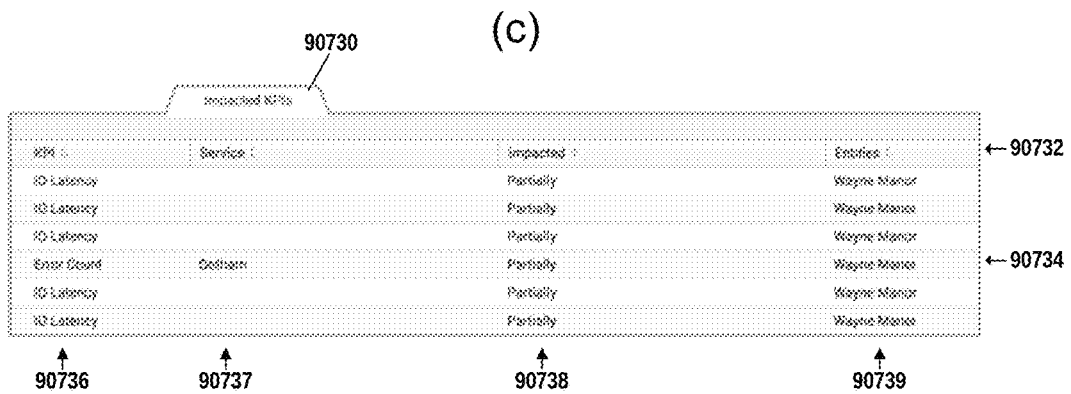 (c)
90730
Impacted KPIs
KPI Service Impacted Entities
90732
IO Latency Partially Wayne Manor
IO Latency Partially Wayne Manor
IO Latency Partially Wayne Manor
Error Count Gotham Partially Wayne Manor
90734
IO Latency Partially Wayne Manor
IO Latency Partially Wayne Manor
90736 90737 90738 90739